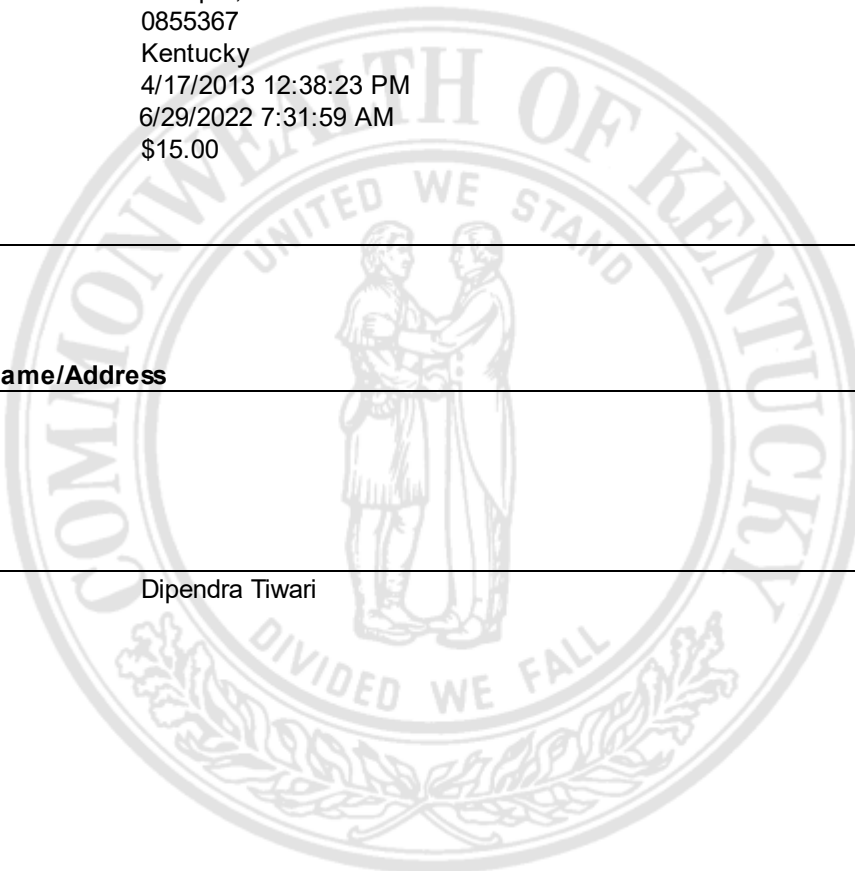 0855367
Kentucky
4/17/2013 12:38:23 PM
6/29/2022 7:31:59 AM
$15.00
COMMONWEALTH OF KENTUCKY
UNITED WE STAND
ame/Address
Dipendra Tiwari
DIVIDED WE FALL